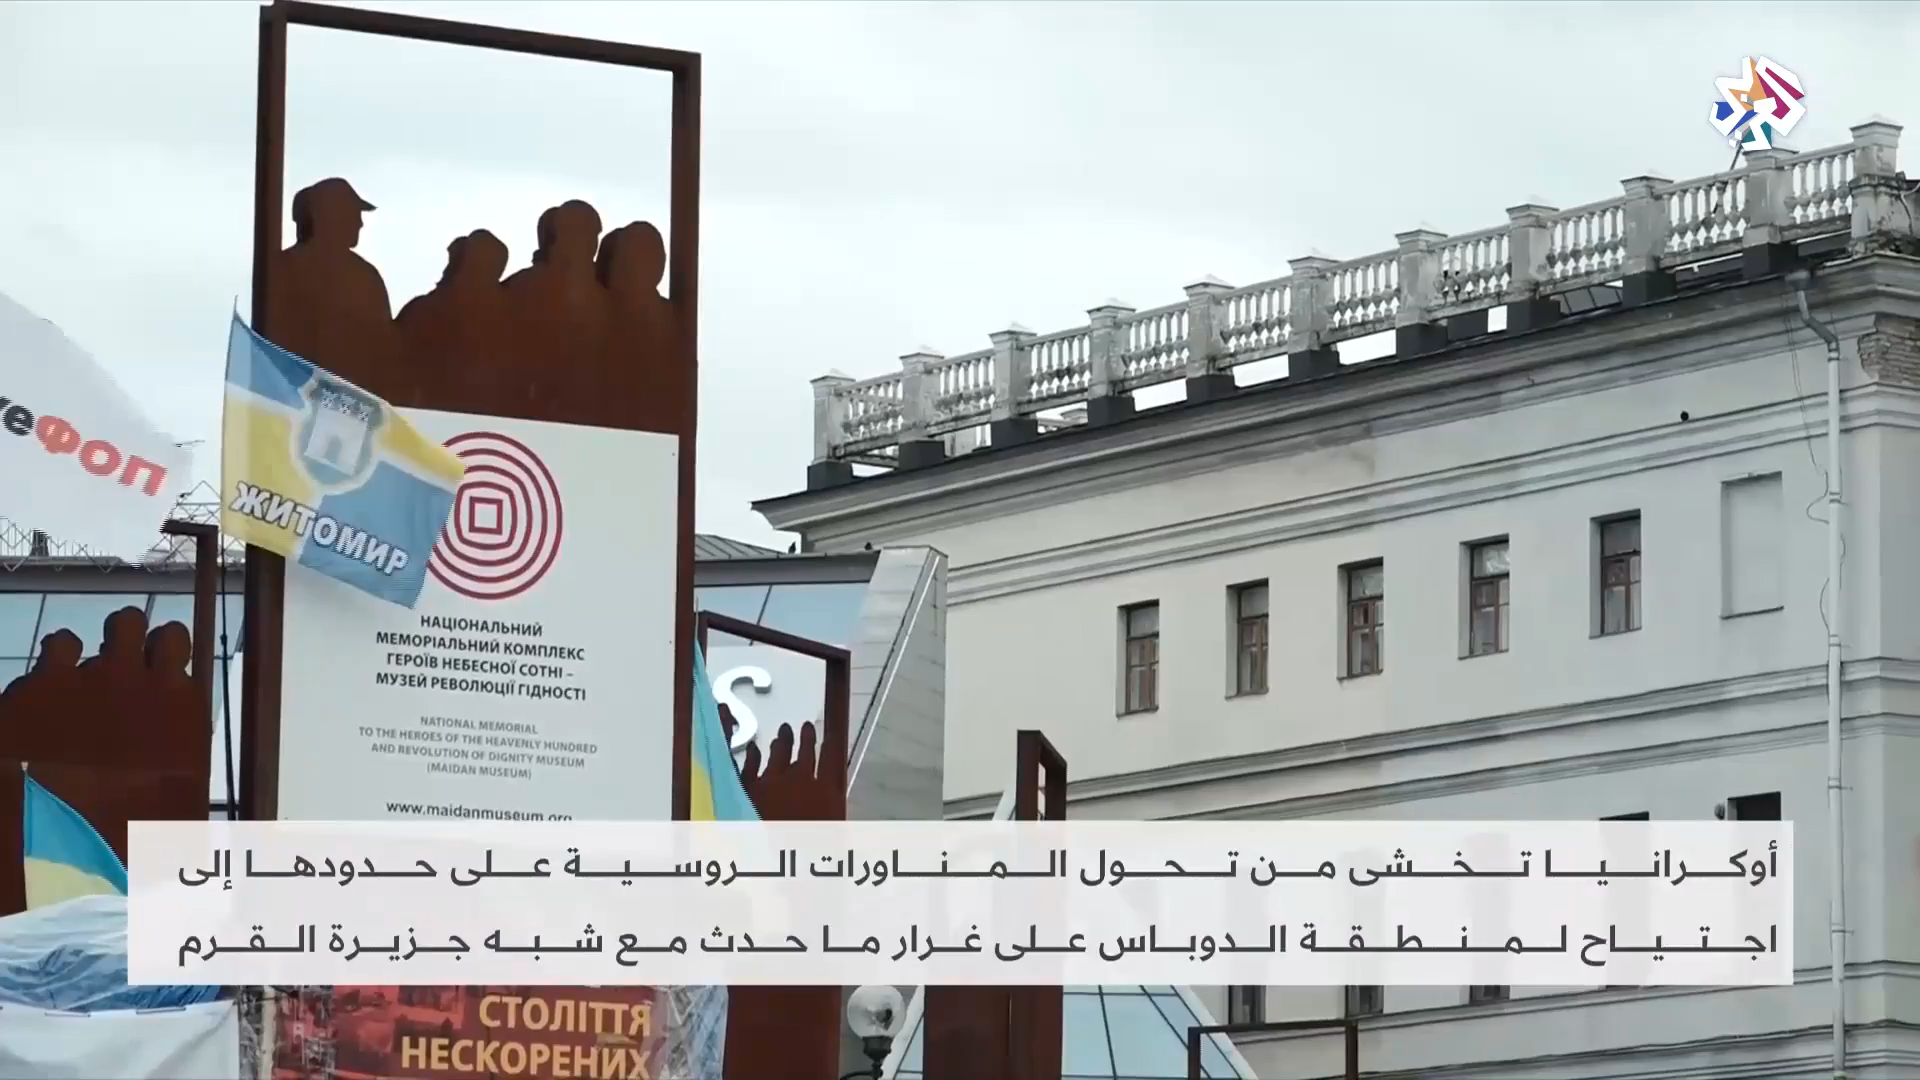 теФОП
ЖИТОМИР
НАЦІОНАЛЬНИЙ
МЕМОРІАЛЬНИЙ КОМПЛЕКС
ГЕРОЇВ НЕБЕСНОЇ СОТНІ –
МУЗЕЙ РЕВОЛЮЦІЇ ГІДНОСТІ
NATIONAL MEMORIAL
TO THE HEROES OF THE HEAVENLY HUNDRED
AND REVOLUTION OF DIGNITY MUSEUM
(MAIDAN MUSEUM)
www.maidanmuseum.org
S
أوكرانيا تخشى من تحول المناورات الروسية على حدودها إلى
اجتياح لمنطقة الدوباس على غرار ما حدث مع شبه جزيرة القرم
СТОЛІТТЯ
НЕСКОРЕНИХ